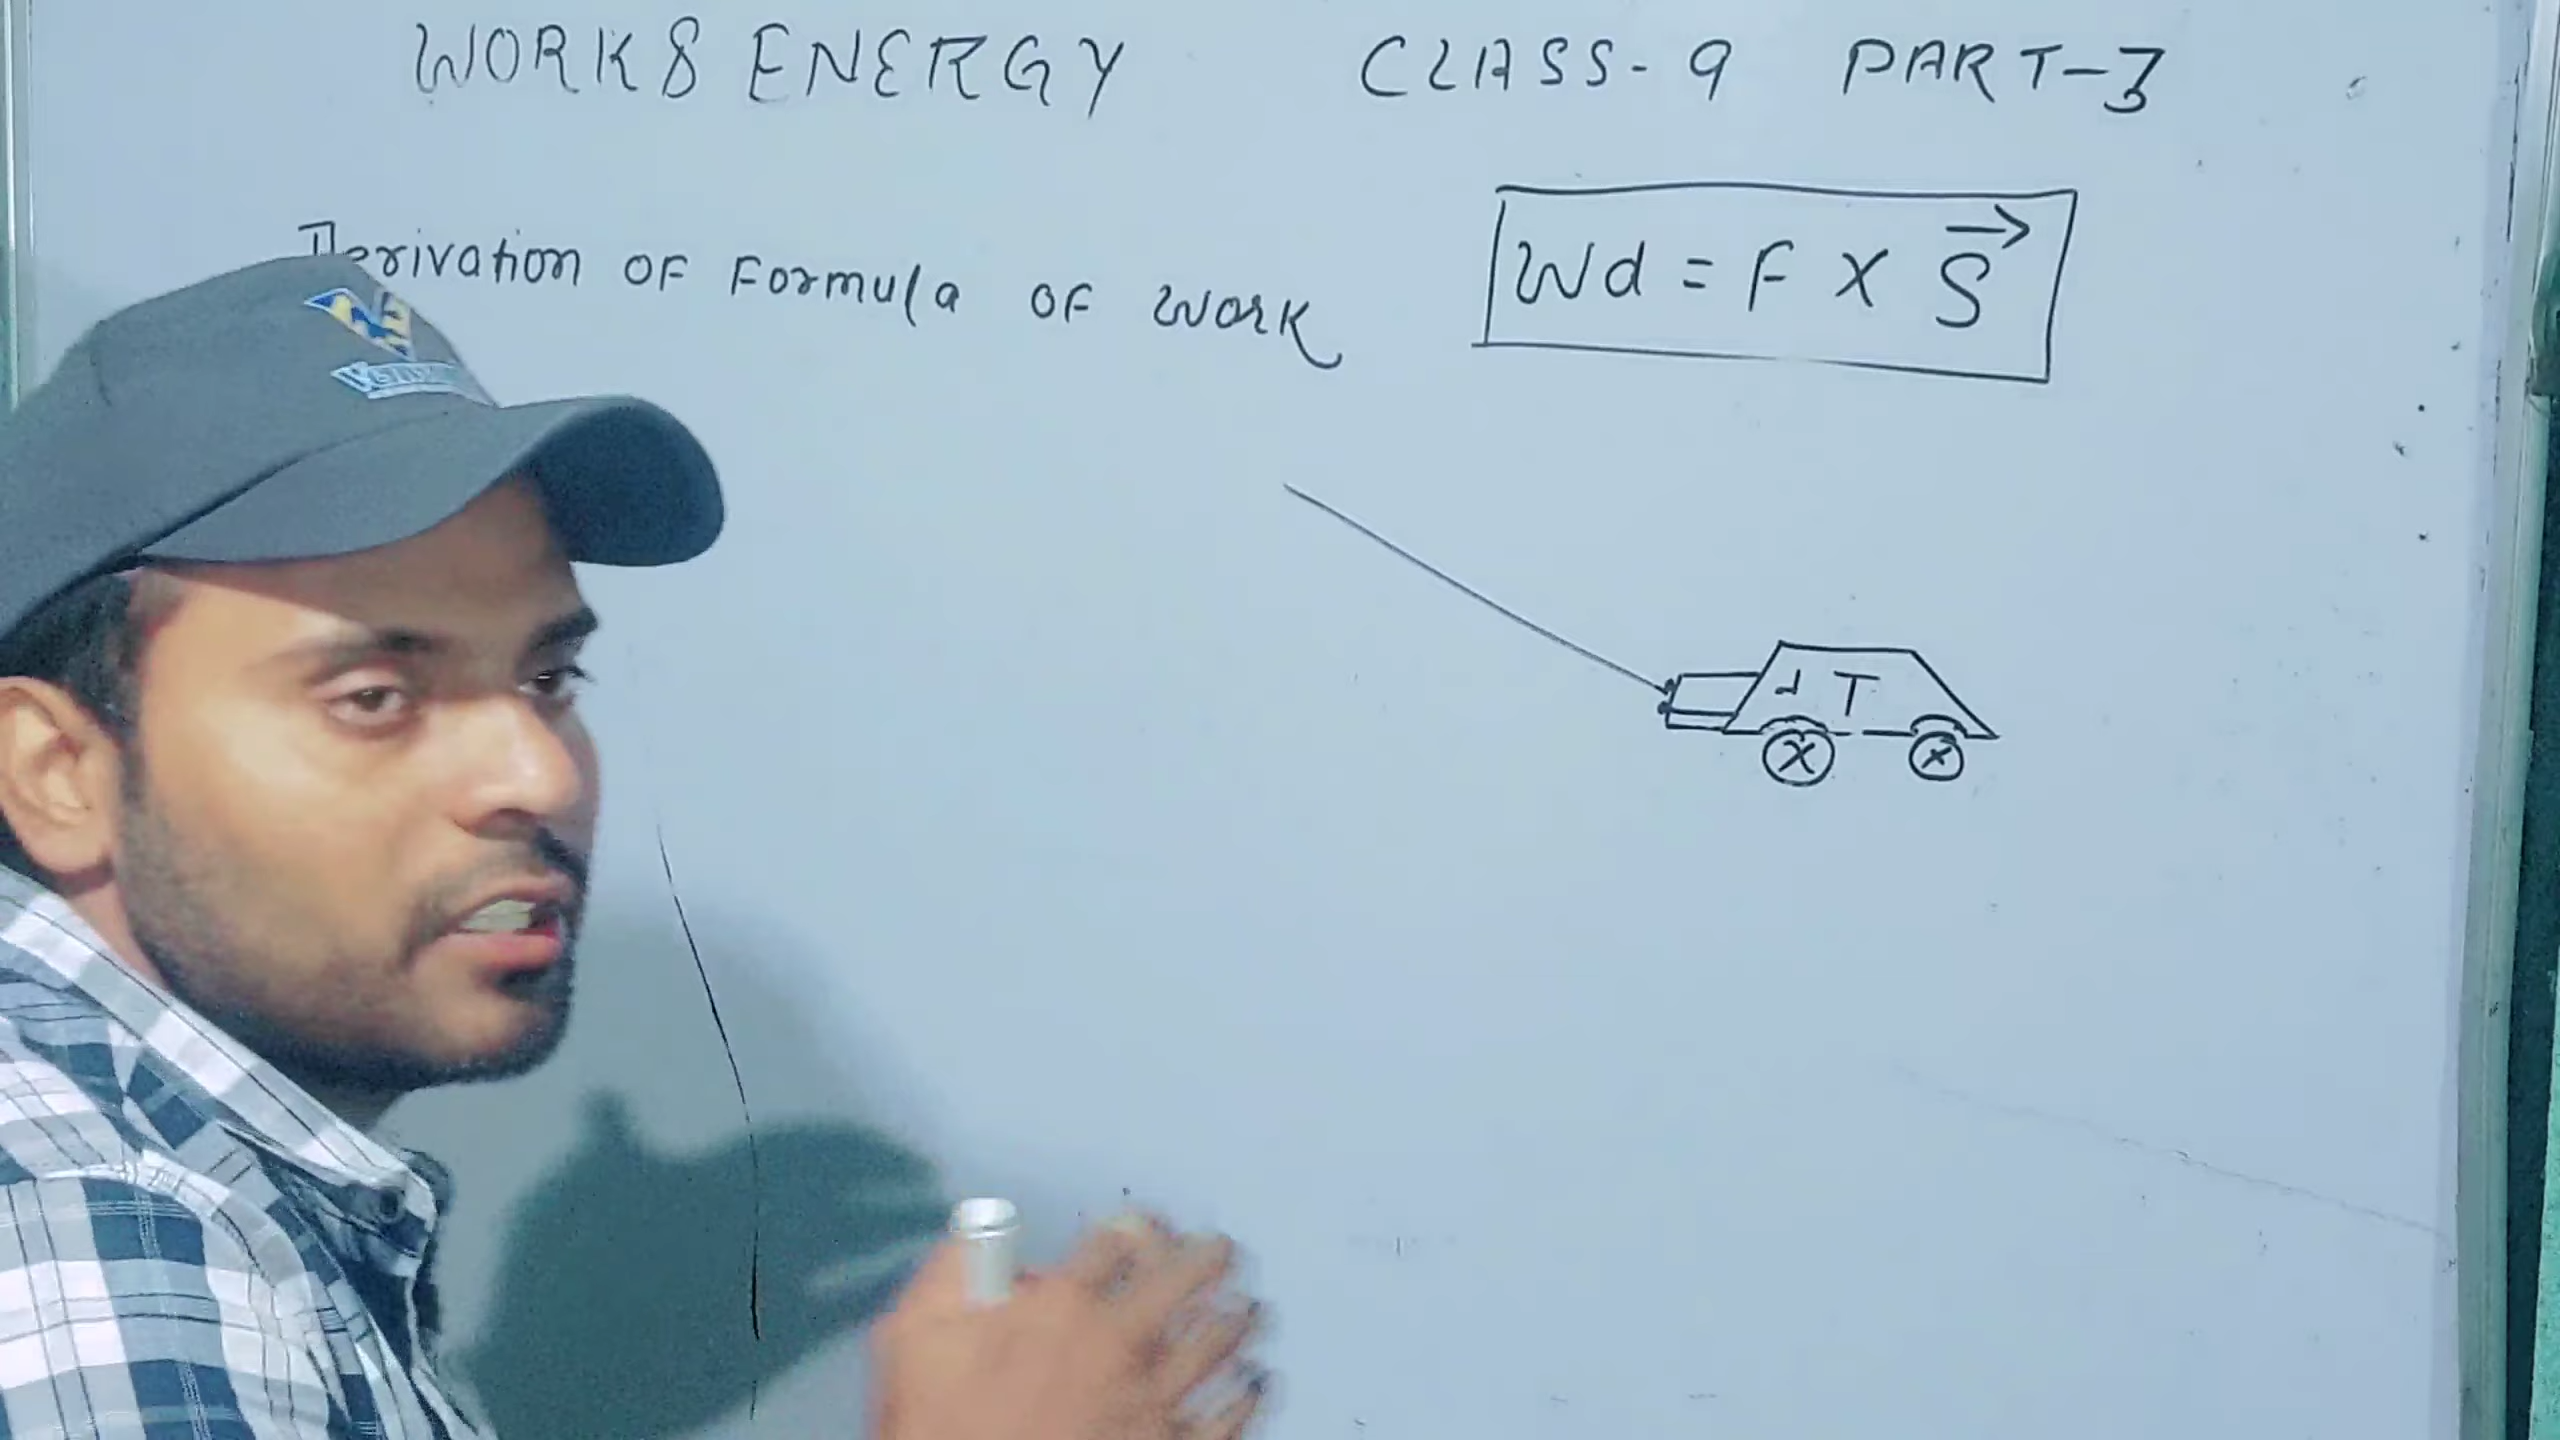 WORK & ENERGY CLASS-9 PART-3
Derivation OF Formula OF Work
Wd = F X S
T
X X